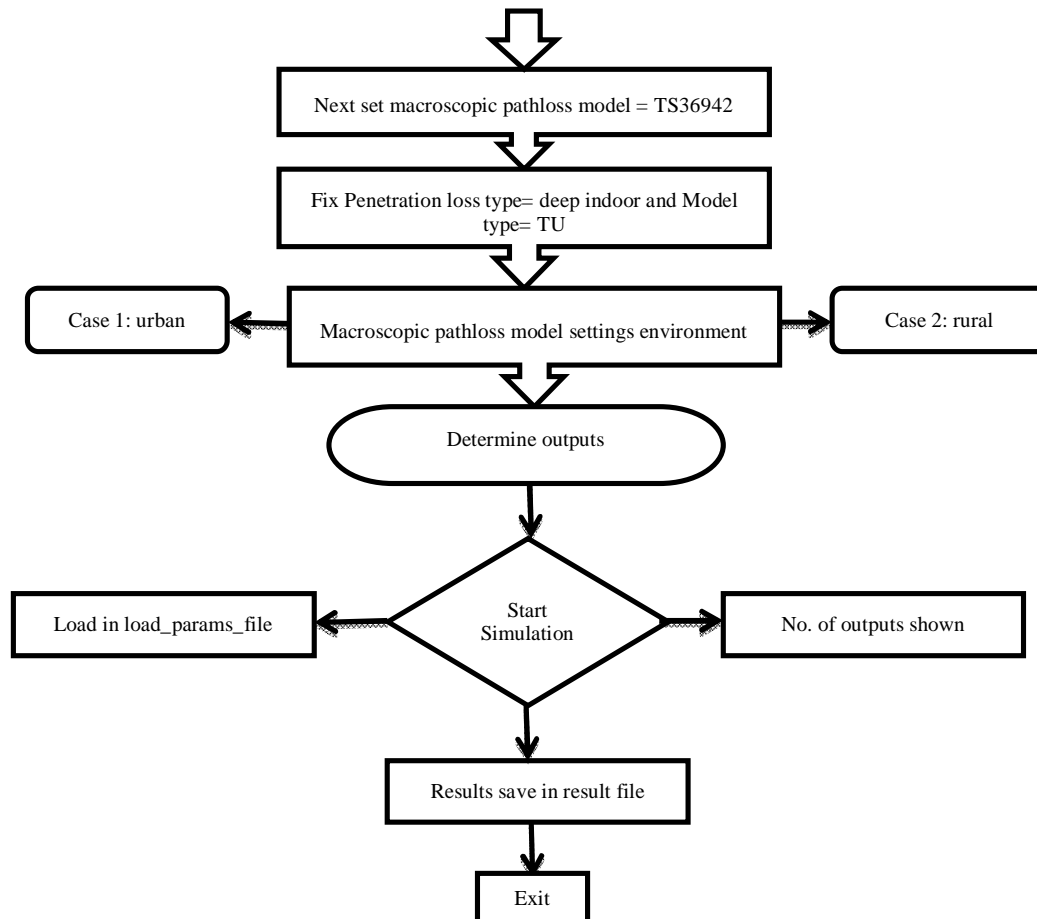 Next set macroscopic pathloss model = TS36942
Fix Penetration loss type= deep indoor and Model
type= TU
Case 1: urban
Macroscopic pathloss model settings environment
Case 2: rural
Determine outputs
Load in load_params_file
Start
Simulation
No. of outputs shown
Results save in result file
Exit